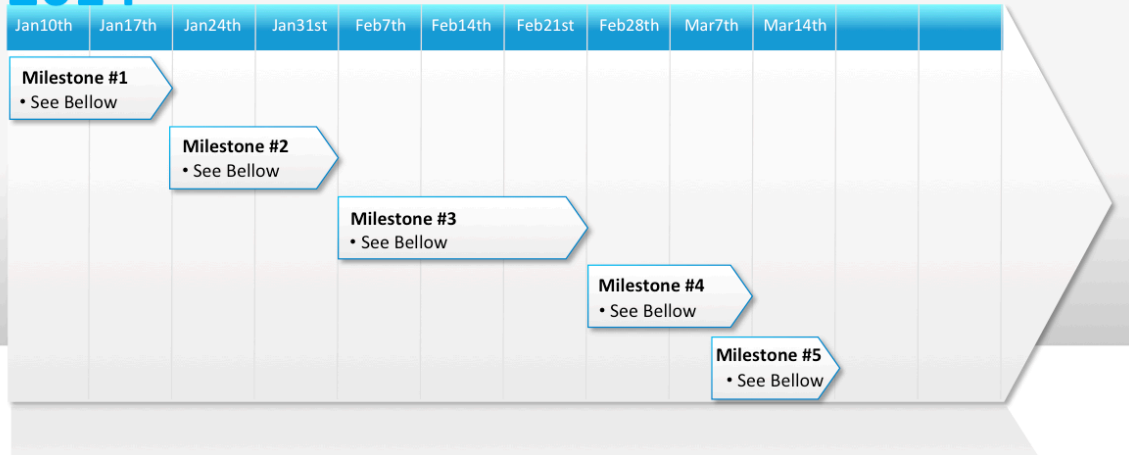 Jan10th Jan17th Jan24th Jan31st Feb7th Feb14th Feb21st Feb28th Mar7th Mar14th
Milestone #1
• See Bellow
Milestone #2
• See Bellow
Milestone #3
• See Bellow
Milestone #4
• See Bellow
Milestone #5
• See Bellow